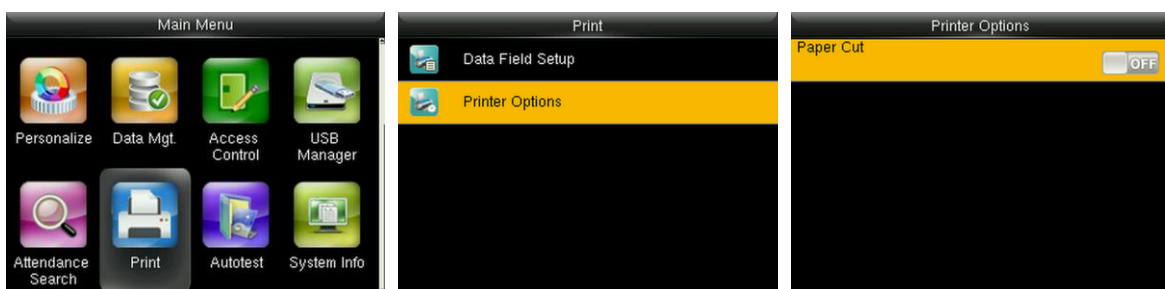 Main Menu
Personalize
Data Mgt.
Access
Control
USB
Manager
Attendance
Search
Print
Autotest
System Info
Print
Data Field Setup
Printer Options
Printer Options
Paper Cut
OFF